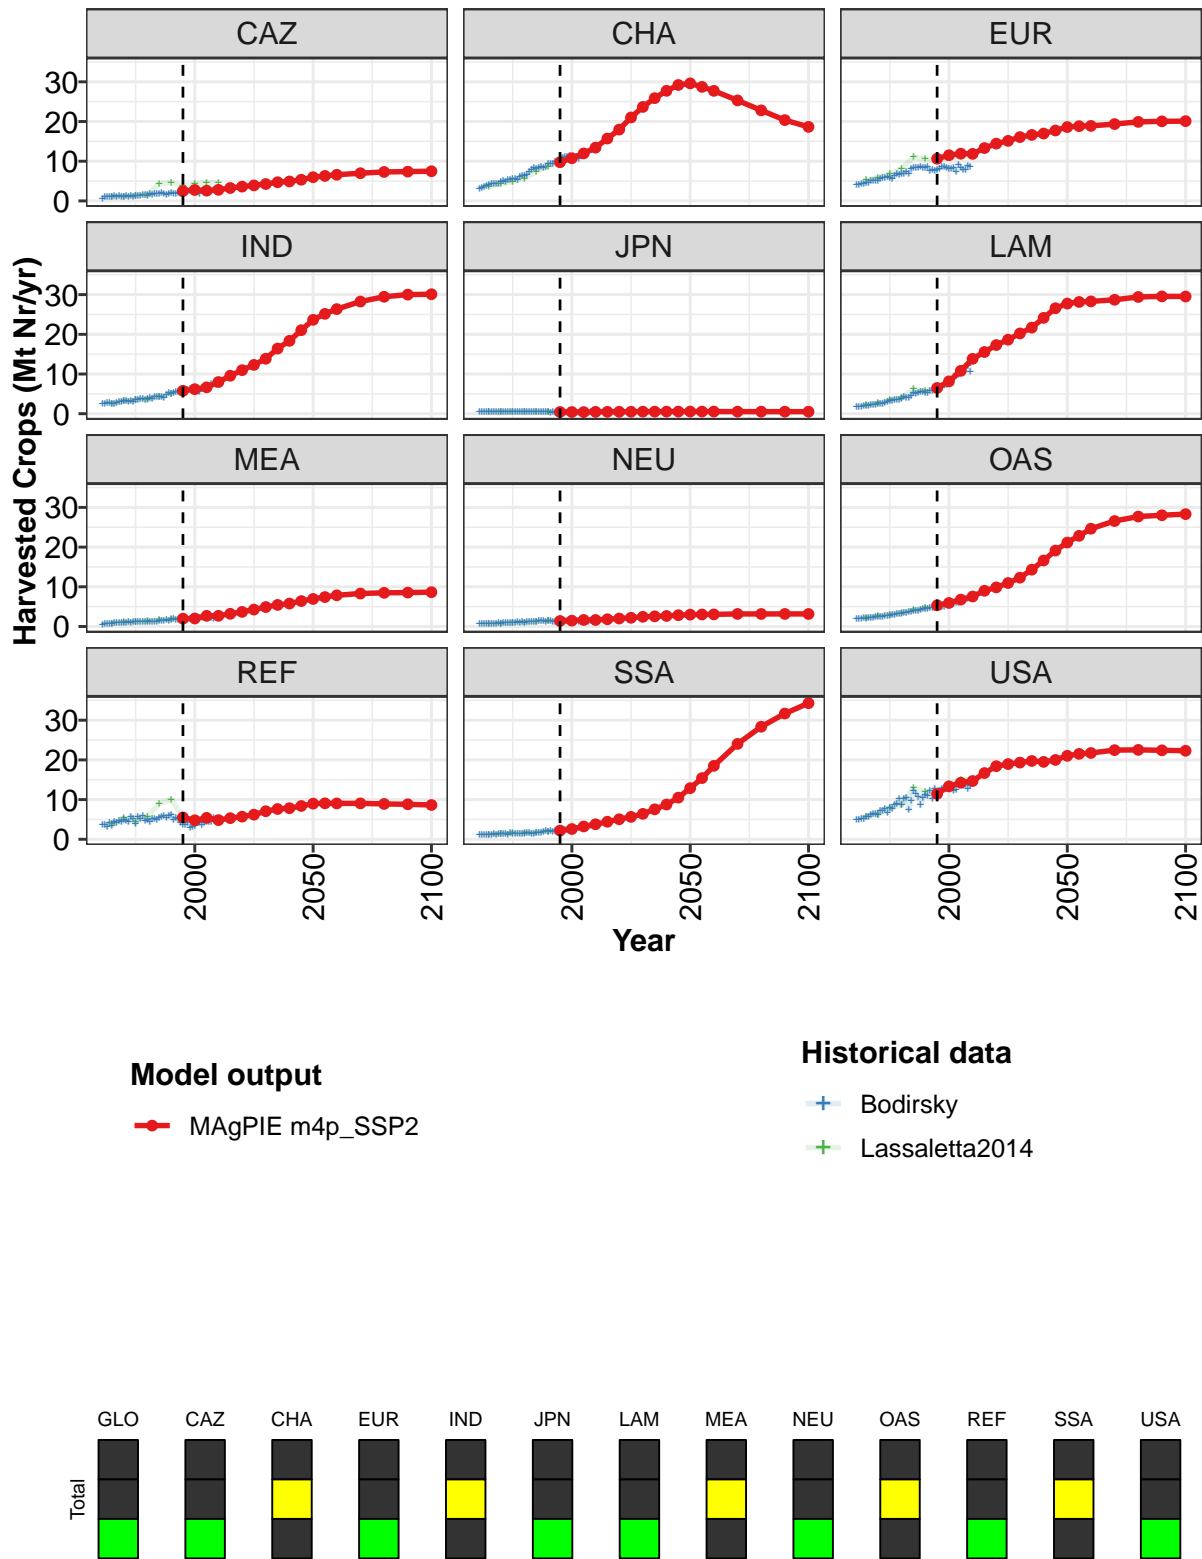 CAZ CHA EUR
30
20
10
0
IND JPN LAM
30
20
10
0
MEA NEU OAS
30
20
10
0
REF SSA USA
30
20
10
0
Harvested Crops (Mt Nr/yr)
2000 2050 2100 2000 2050 2100 2000 2050 2100
Year
Model output
MAgPIE m4p_SSP2
Historical data
Bodirsky
Lassaletta2014
GLO CAZ CHA EUR IND JPN LAM MEA NEU OAS REF SSA USA
Total